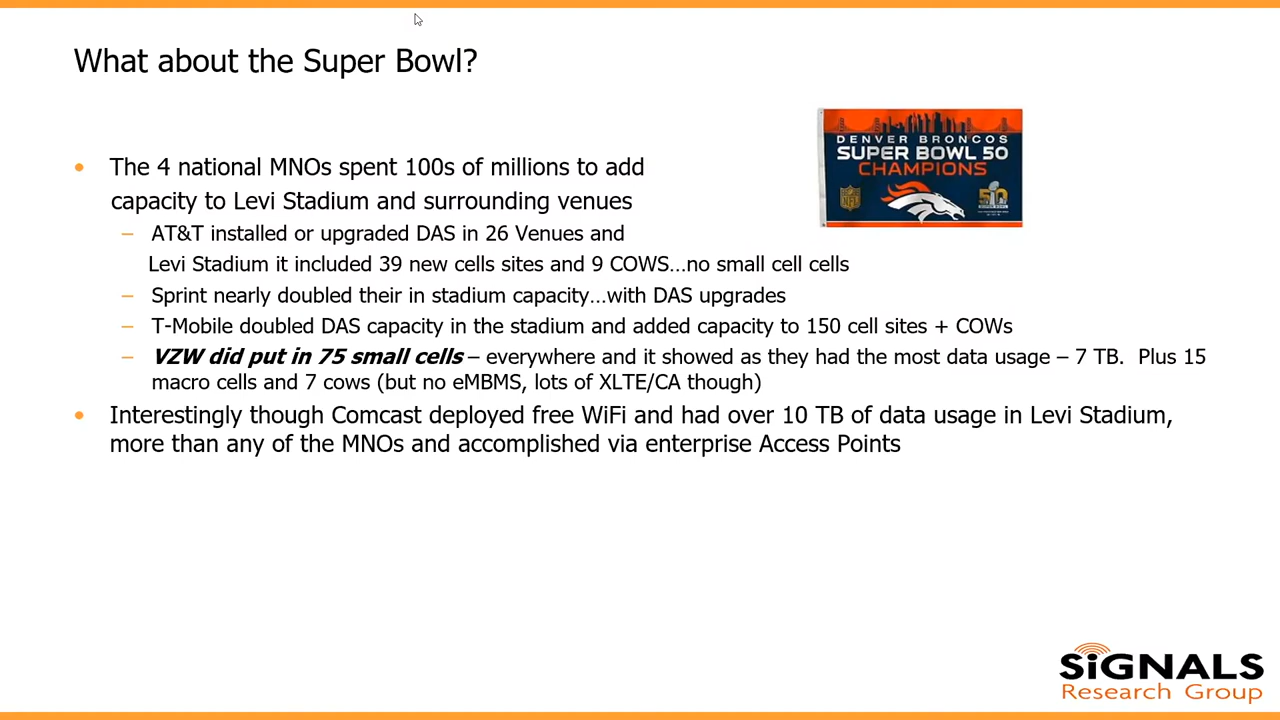 What about the Super Bowl?
DENVER BRONCOS
SUPER BOWL 50
CHAMPIONS
NFL
50
• The 4 national MNOs spent 100s of millions to add
capacity to Levi Stadium and surrounding venues
– AT&T installed or upgraded DAS in 26 Venues and
Levi Stadium it included 39 new cells sites and 9 COWS…no small cell cells
– Sprint nearly doubled their in stadium capacity…with DAS upgrades
– T-Mobile doubled DAS capacity in the stadium and added capacity to 150 cell sites + COWs
– VZW did put in 75 small cells – everywhere and it showed as they had the most data usage – 7 TB. Plus 15
macro cells and 7 cows (but no eMBMS, lots of XLTE/CA though)
• Interestingly though Comcast deployed free WiFi and had over 10 TB of data usage in Levi Stadium,
more than any of the MNOs and accomplished via enterprise Access Points
SiGNALS
Research Group